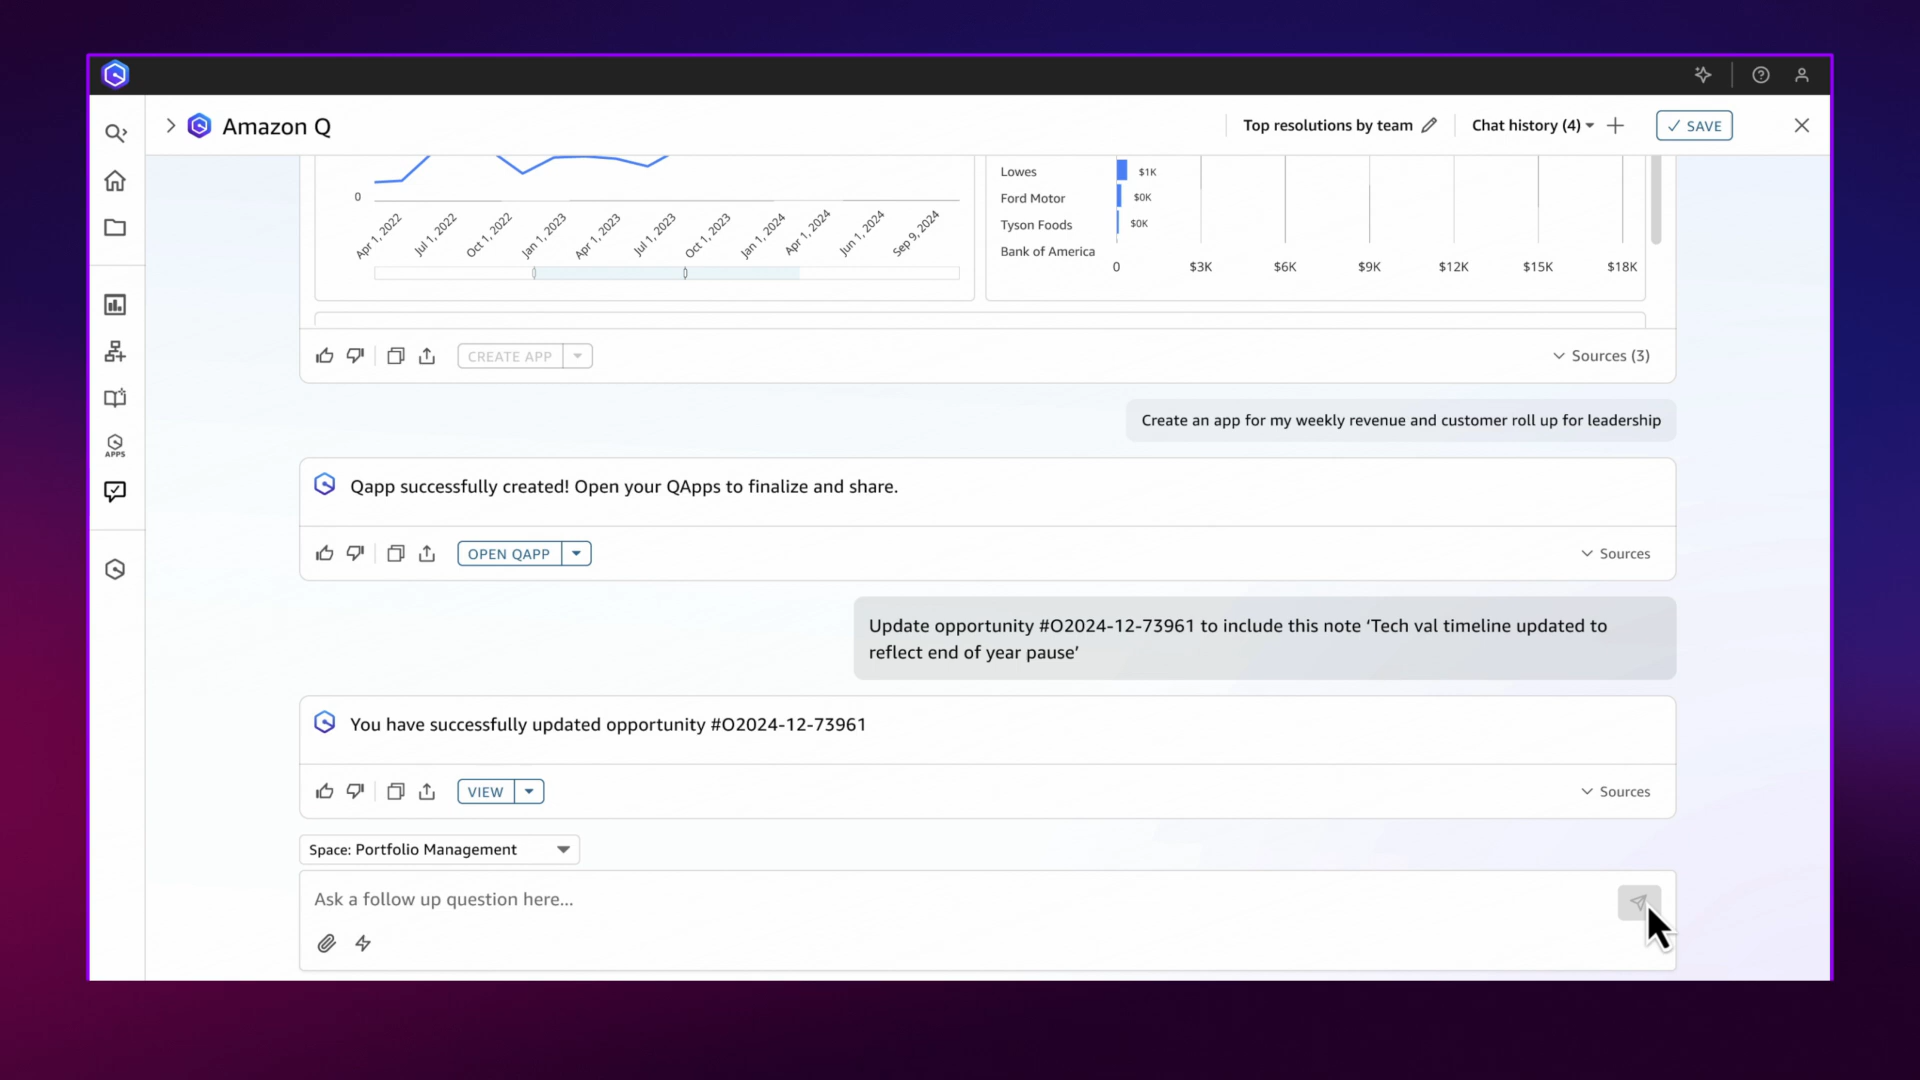 Amazon Q
Top resolutions by team
Chat history (4)
SAVE
0
Apr 1, 2022
Jul 1, 2022
Oct 1, 2022
Jan 1, 2023
Apr 1, 2023
Jul 1, 2023
Oct 1, 2023
Jan 1, 2024
Apr 1, 2024
Jun 1, 2024
Sep 9, 2024
Lowes $1K
Ford Motor $0K
Tyson Foods $0K
Bank of America
0 $3K $6K $9K $12K $15K $18K
CREATE APP
Sources (3)
Create an app for my weekly revenue and customer roll up for leadership
APPS
Qapp successfully created! Open your QApps to finalize and share.
OPEN QAPP
Sources
Update opportunity #O2024-12-73961 to include this note ‘Tech val timeline updated to
reflect end of year pause’
You have successfully updated opportunity #O2024-12-73961
VIEW
Sources
Space: Portfolio Management
Ask a follow up question here...